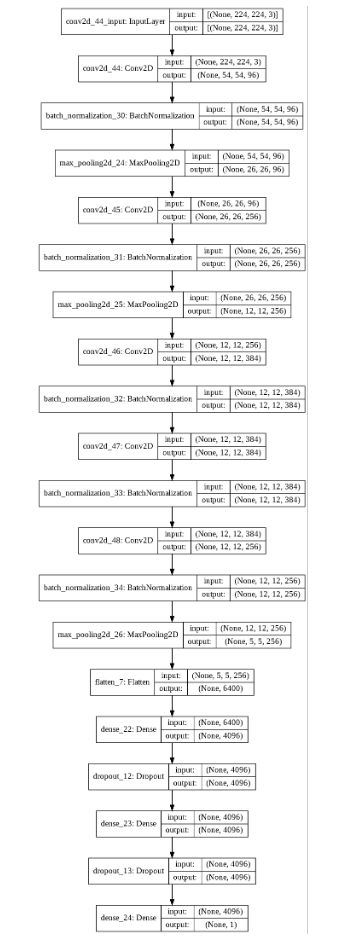 conv2d_44_input: InputLayer input: [(None, 224, 224, 3)]
output: [(None, 224, 224, 3)]
conv2d_44: Conv2D input: (None, 224, 224, 3)
output: (None, 54, 54, 96)
batch_normalization_30: BatchNormalization input: (None, 54, 54, 96)
output: (None, 54, 54, 96)
max_pooling2d_24: MaxPooling2D input: (None, 54, 54, 96)
output: (None, 26, 26, 96)
conv2d_45: Conv2D input: (None, 26, 26, 96)
output: (None, 26, 26, 256)
batch_normalization_31: BatchNormalization input: (None, 26, 26, 256)
output: (None, 26, 26, 256)
max_pooling2d_25: MaxPooling2D input: (None, 26, 26, 256)
output: (None, 12, 12, 256)
conv2d_46: Conv2D input: (None, 12, 12, 256)
output: (None, 12, 12, 384)
batch_normalization_32: BatchNormalization input: (None, 12, 12, 384)
output: (None, 12, 12, 384)
conv2d_47: Conv2D input: (None, 12, 12, 384)
output: (None, 12, 12, 384)
batch_normalization_33: BatchNormalization input: (None, 12, 12, 384)
output: (None, 12, 12, 384)
conv2d_48: Conv2D input: (None, 12, 12, 384)
output: (None, 12, 12, 256)
batch_normalization_34: BatchNormalization input: (None, 12, 12, 256)
output: (None, 12, 12, 256)
max_pooling2d_26: MaxPooling2D input: (None, 12, 12, 256)
output: (None, 5, 5, 256)
flatten_7: Flatten input: (None, 5, 5, 256)
output: (None, 6400)
dense_22: Dense input: (None, 6400)
output: (None, 4096)
dropout_12: Dropout input: (None, 4096)
output: (None, 4096)
dense_23: Dense input: (None, 4096)
output: (None, 4096)
dropout_13: Dropout input: (None, 4096)
output: (None, 4096)
dense_24: Dense input: (None, 4096)
output: (None, 1)